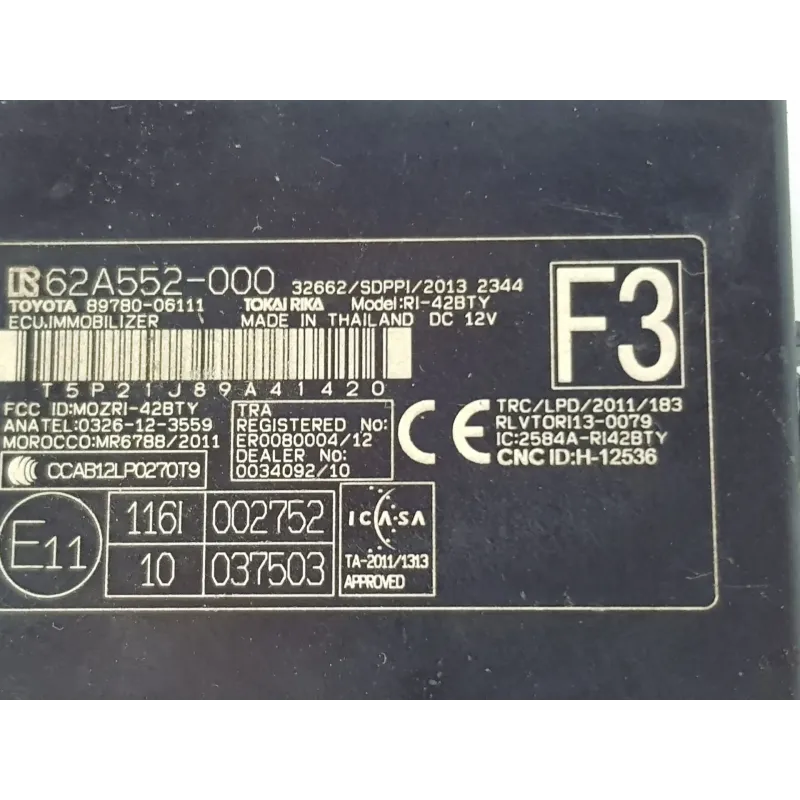 62A552-000 32662/SDPPI/2013 2344
TOYOTA 89780-06111 TOKAI RIKA Model:RI-42BTY
ECU,IMMOBILIZER MADE IN THAILAND DC 12V
F3
T5P21J89A41420
FCC ID:MOZRI-42BTY
ANATEL:0326-12-3559
MOROCCO:MR6788/2011
CCAB12LP0270T9
TRA
REGISTERED No:
ER0080004/12
DEALER No:
0034092/10
CE
TRC/LPD/2011/183
RLVTORI13-0079
IC:2584A-RI42BTY
CNC ID:H-12536
E11
116I 002752
10 037503
ICASA
TA-2011/1313
APPROVED